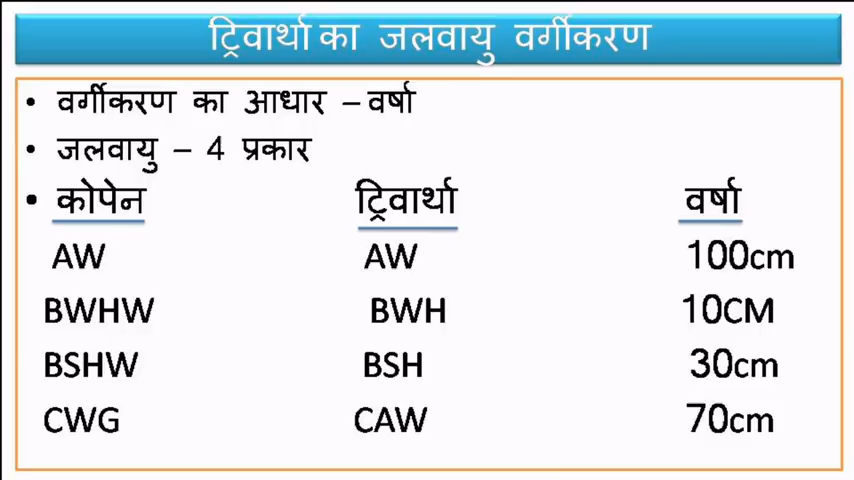 ट्रिवार्था का जलवायु वर्गीकरण
• वर्गीकरण का आधार – वर्षा
• जलवायु – 4 प्रकार
• कोपेन ट्रिवार्था वर्षा
AW AW 100cm
BWHW BWH 10CM
BSHW BSH 30cm
CWG CAW 70cm